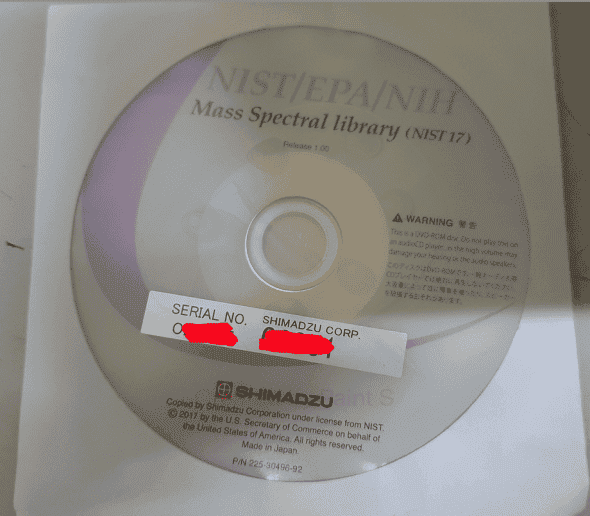 NIST/EPA/NIH
Mass Spectral library (NIST 17)
Release 1.00
WARNING 警告
This is a DVD-ROM disc. Do not play this on
an audioCD player, as the high volume may
damage your hearing or the audio speakers.
SERIAL NO. SHIMADZU CORP.
SHIMADZU
Copied by Shimadzu Corporation under license from NIST.
© 2017 by the U.S. Secretary of Commerce on behalf of
the United States of America. All rights reserved.
Made in Japan
P/N 225-30496-92